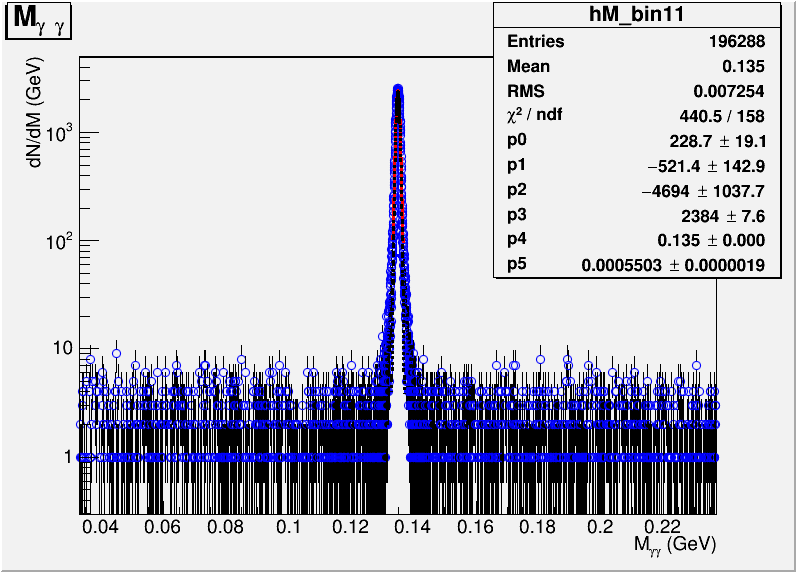 M γ γ
hM_bin11
Entries 196288
Mean 0.135
RMS 0.007254
χ² / ndf 440.5 / 158
p0 228.7 ± 19.1
p1 −521.4 ± 142.9
p2 −4694 ± 1037.7
p3 2384 ± 7.6
p4 0.135 ± 0.000
p5 0.0005503 ± 0.0000019
dN/dM (GeV)
10³
10²
10
1
0.04 0.06 0.08 0.1 0.12 0.14 0.16 0.18 0.2 0.22
Mγγ (GeV)